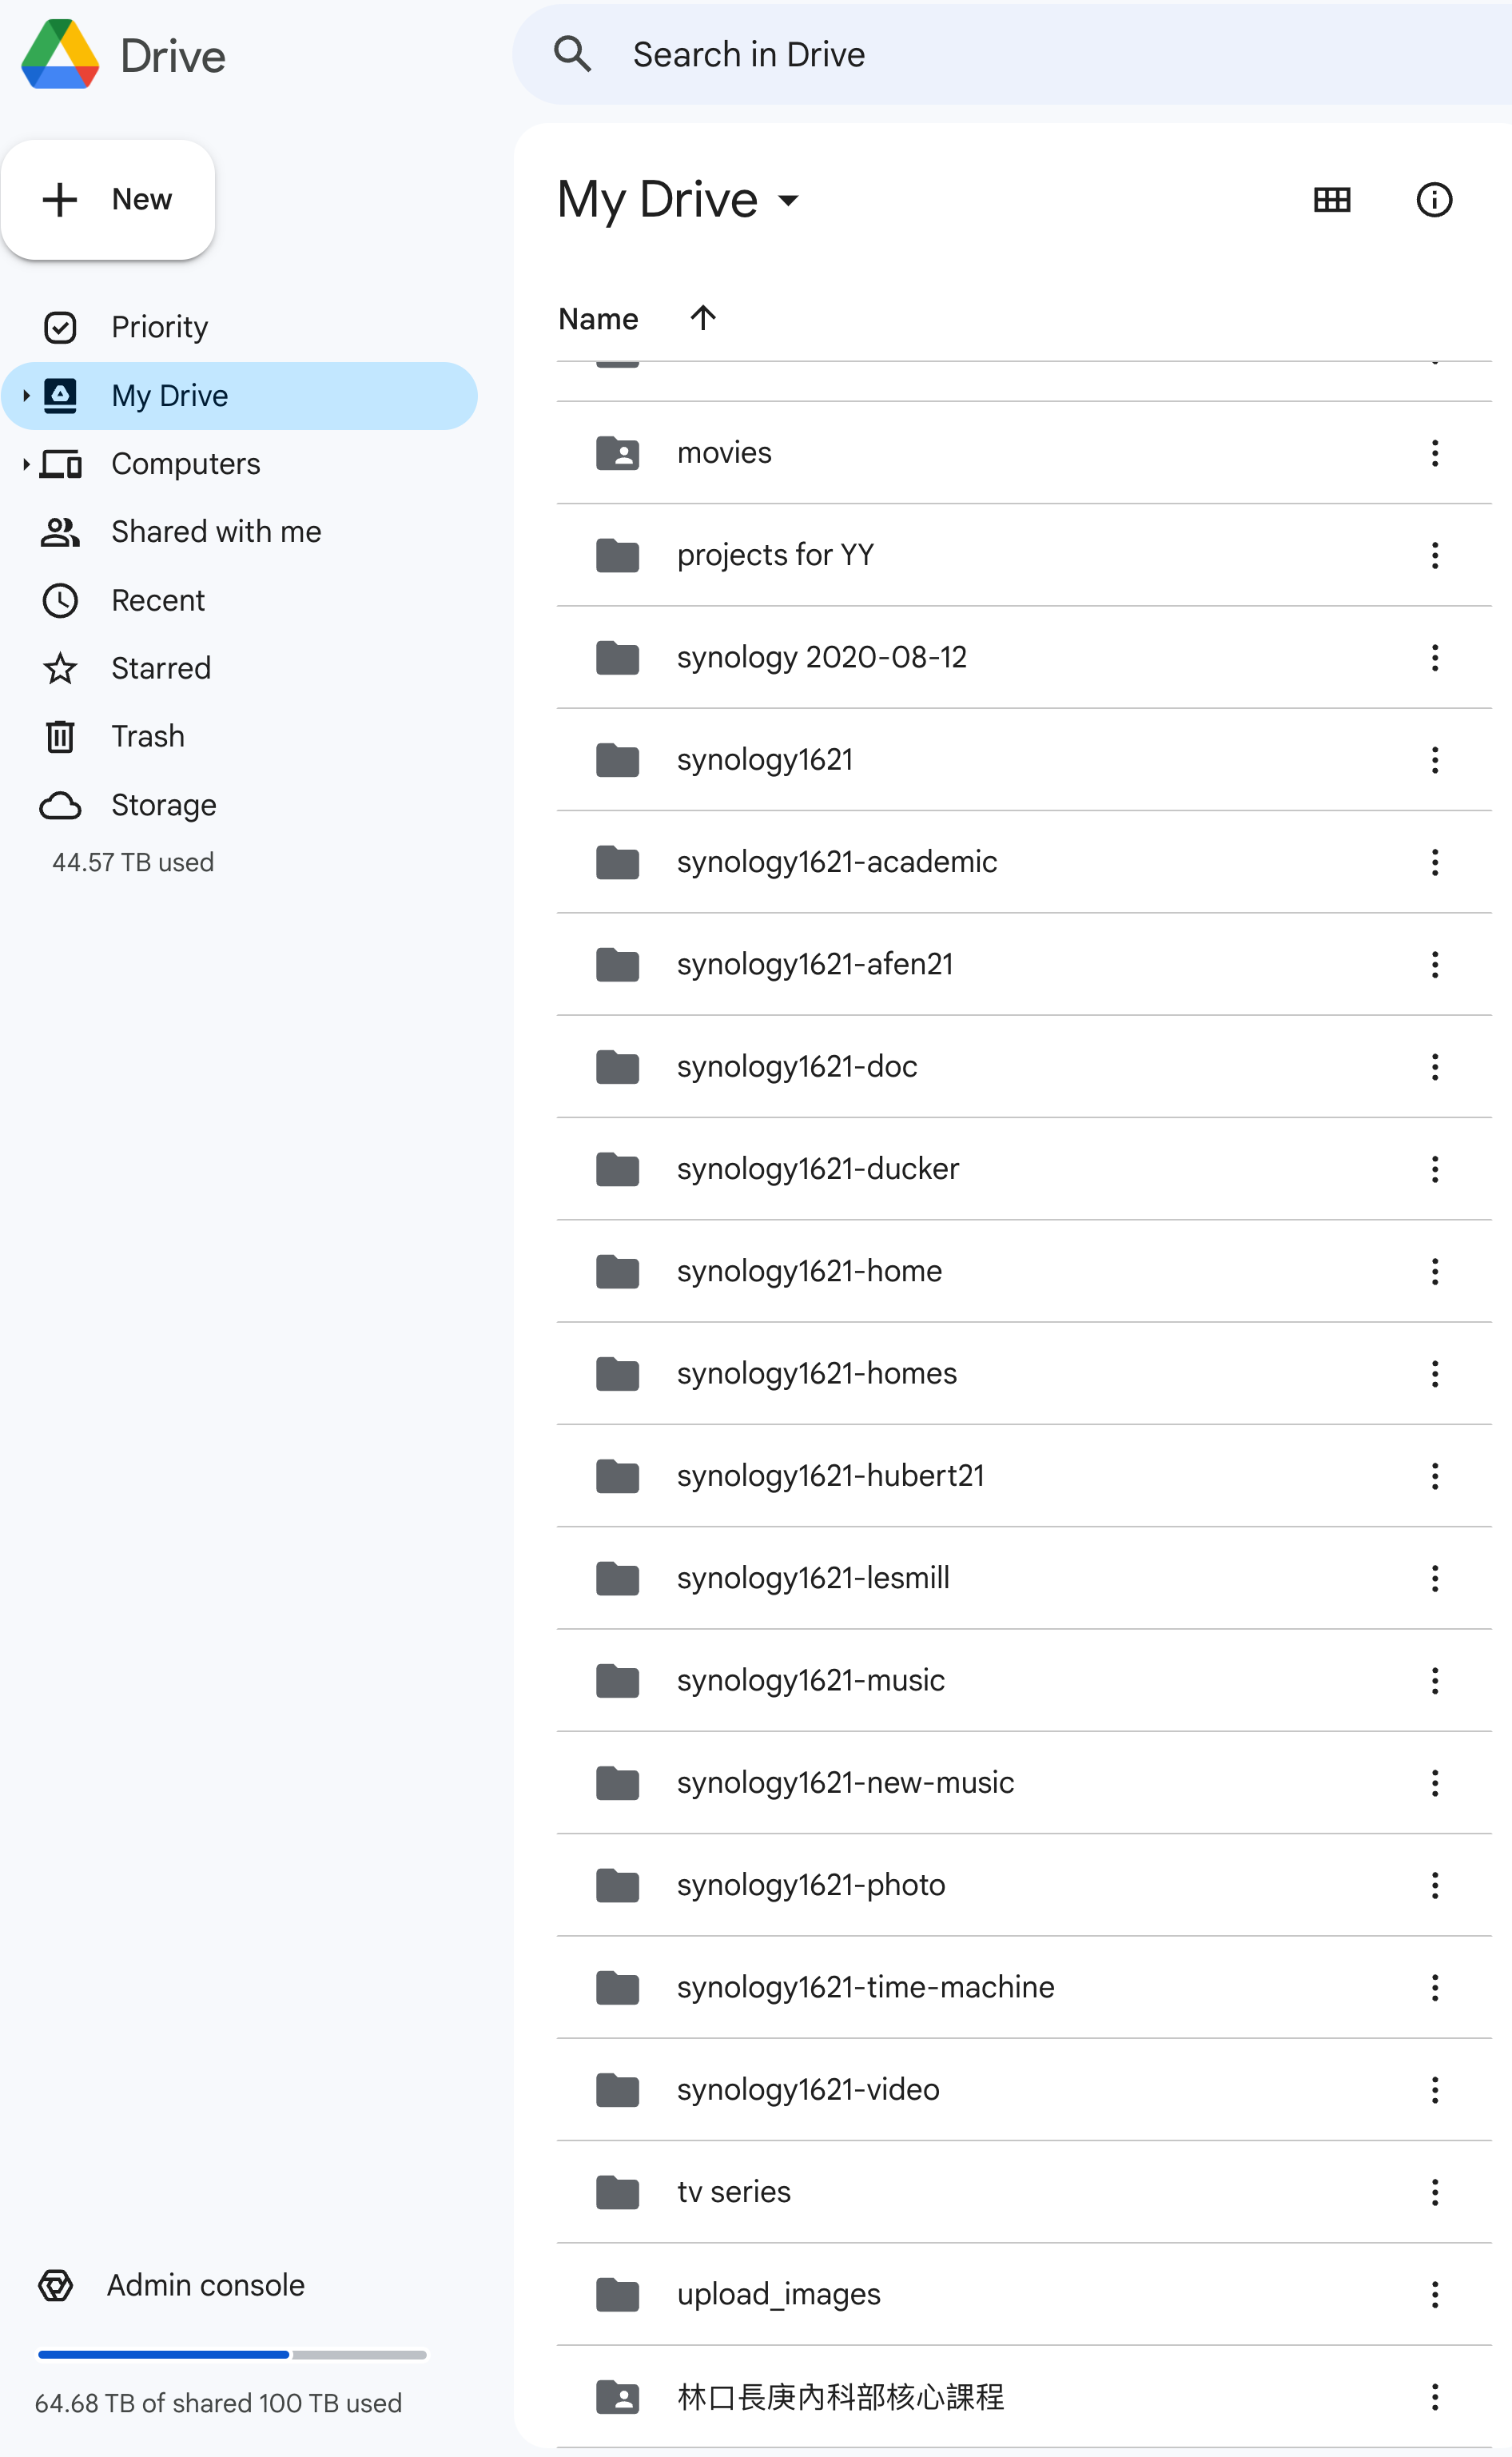 Drive
Search in Drive
New
My Drive
Priority
My Drive
Computers
Shared with me
Recent
Starred
Trash
Storage
44.57 TB used
Name
movies
projects for YY
synology 2020-08-12
synology1621
synology1621-academic
synology1621-afen21
synology1621-doc
synology1621-ducker
synology1621-home
synology1621-homes
synology1621-hubert21
synology1621-lesmill
synology1621-music
synology1621-new-music
synology1621-photo
synology1621-time-machine
synology1621-video
tv series
upload_images
林口長庚內科部核心課程
Admin console
64.68 TB of shared 100 TB used